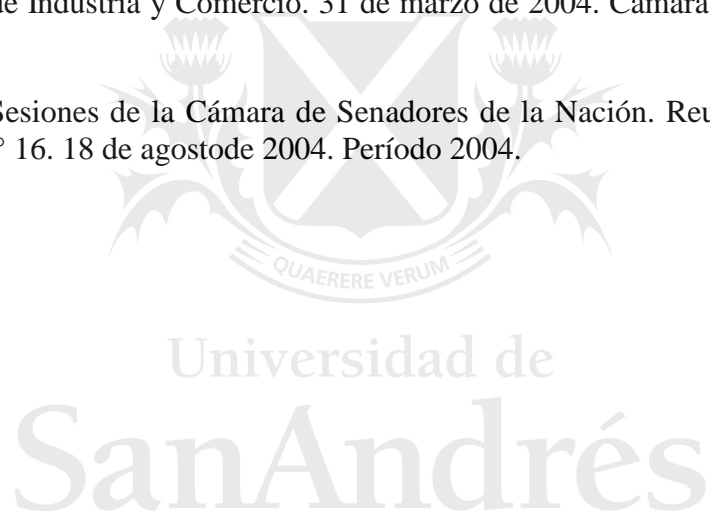 de Industria y Comercio. 31 de marzo de 2004. Cámara
Sesiones de la Cámara de Senadores de la Nación. Reu
° 16. 18 de agostode 2004. Período 2004.
QUAERERE VERUM
Universidad de
SanAndrés